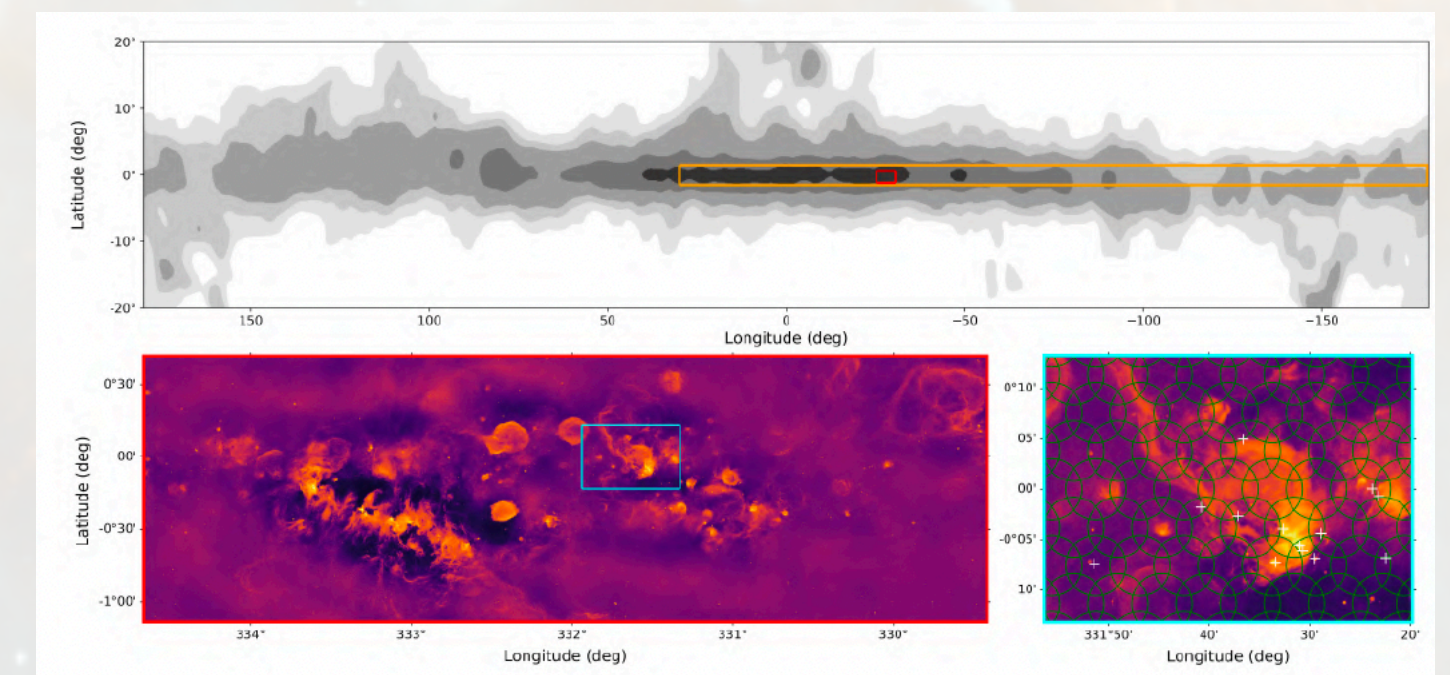 20°
10°
0°
-10°
-20°
Latitude (deg)
150 100 50 0 −50 −100 −150
Longitude (deg)
0°30'
00'
-0°30'
-1°00'
Latitude (deg)
334° 333° 332° 331° 330°
Longitude (deg)
0°10'
05'
00'
-0°05'
10'
331°50' 40' 30' 20'
Longitude (deg)